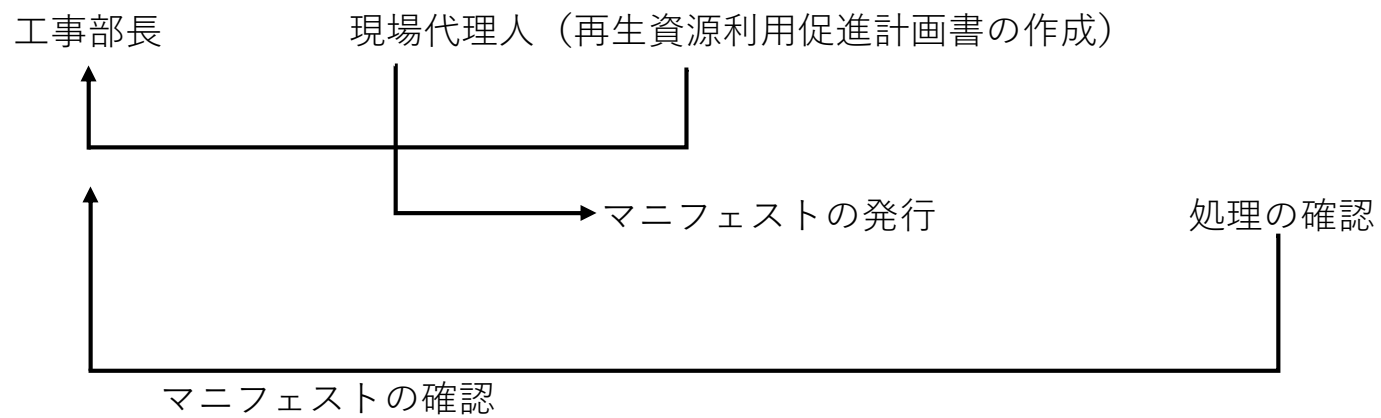 工事部長
現場代理人（再生資源利用促進計画書の作成）
マニフェストの発行
処理の確認
マニフェストの確認